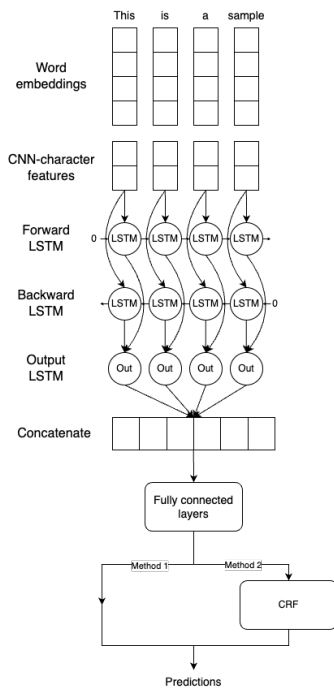 This is a sample
Word
embeddings
CNN-character
features
Forward
LSTM
0 LSTM LSTM LSTM LSTM
Backward
LSTM
LSTM LSTM LSTM LSTM 0
Output
LSTM
Out Out Out Out
Concatenate
Fully connected
layers
Method 1 Method 2
CRF
Predictions